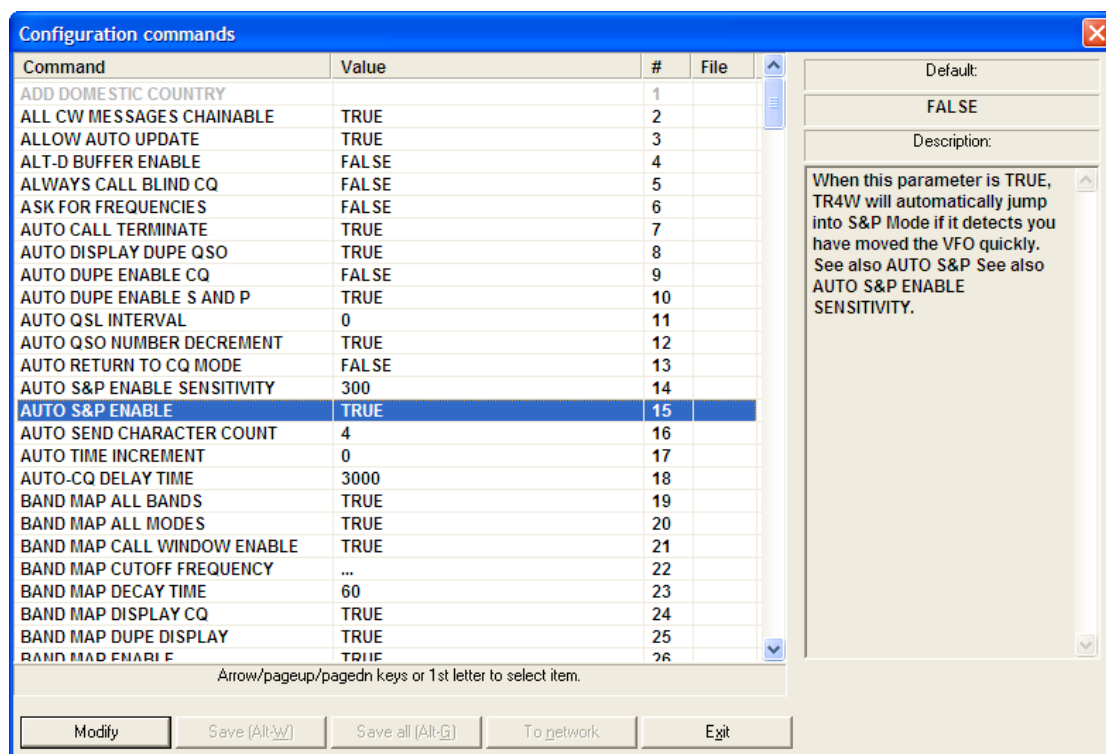 Configuration commands
Command Value # File
ADD DOMESTIC COUNTRY 1
ALL CW MESSAGES CHAINABLE TRUE 2
ALLOW AUTO UPDATE TRUE 3
ALT-D BUFFER ENABLE FALSE 4
ALWAYS CALL BLIND CQ FALSE 5
ASK FOR FREQUENCIES FALSE 6
AUTO CALL TERMINATE TRUE 7
AUTO DISPLAY DUPE QSO TRUE 8
AUTO DUPE ENABLE CQ FALSE 9
AUTO DUPE ENABLE S AND P TRUE 10
AUTO QSL INTERVAL 0 11
AUTO QSO NUMBER DECREMENT TRUE 12
AUTO RETURN TO CQ MODE FALSE 13
AUTO S&P ENABLE SENSITIVITY 300 14
AUTO S&P ENABLE TRUE 15
AUTO SEND CHARACTER COUNT 4 16
AUTO TIME INCREMENT 0 17
AUTO-CQ DELAY TIME 3000 18
BAND MAP ALL BANDS TRUE 19
BAND MAP ALL MODES TRUE 20
BAND MAP CALL WINDOW ENABLE TRUE 21
BAND MAP CUTOFF FREQUENCY ... 22
BAND MAP DECAY TIME 60 23
BAND MAP DISPLAY CQ TRUE 24
BAND MAP DUPE DISPLAY TRUE 25
BAND MAP ENABLE TRUE 26
Arrow/pageup/pagedn keys or 1st letter to select item.
Default:
FALSE
Description:
When this parameter is TRUE,
TR4W will automatically jump
into S&P Mode if it detects you
have moved the VFO quickly.
See also AUTO S&P See also
AUTO S&P ENABLE
SENSITIVITY.
Modify Save (Alt-W) Save all (Alt-G) To network Exit